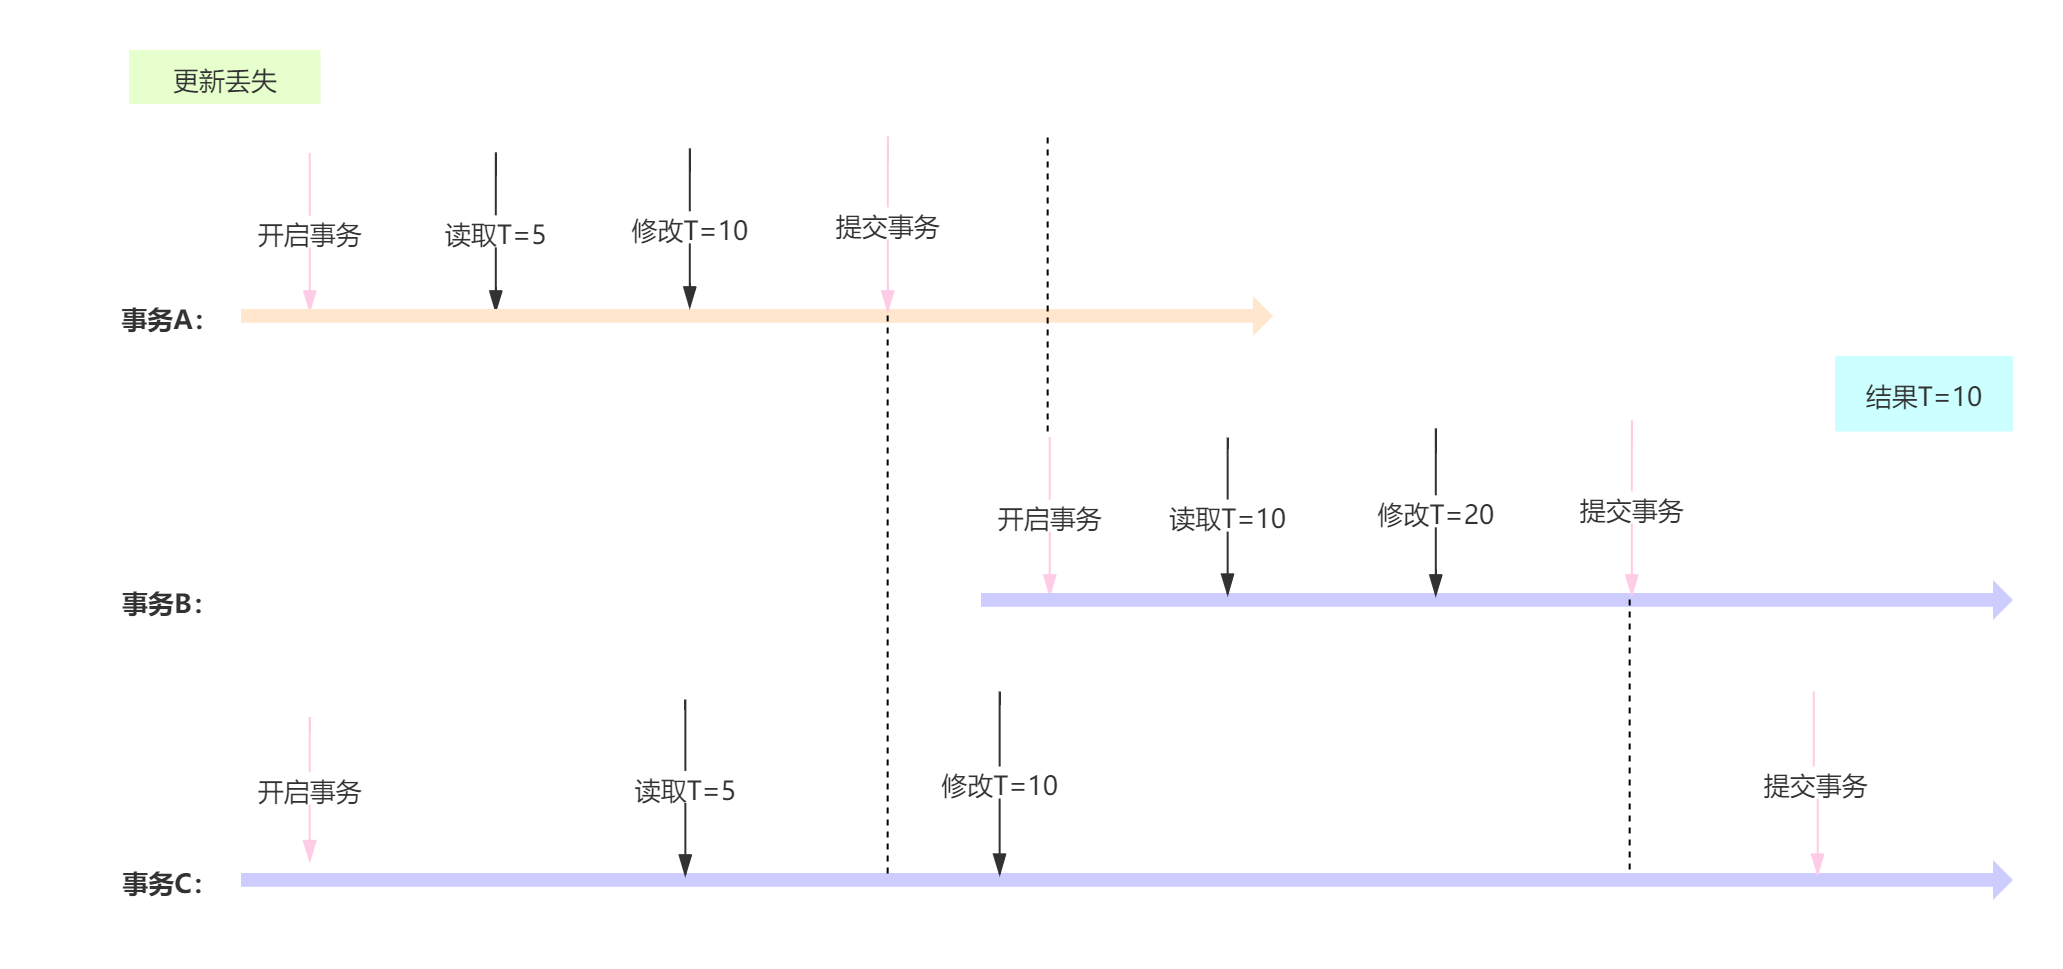 更新丢失
开启事务
读取T=5
修改T=10
提交事务
事务A：
结果T=10
开启事务
读取T=10
修改T=20
提交事务
事务B：
开启事务
读取T=5
修改T=10
提交事务
事务C：